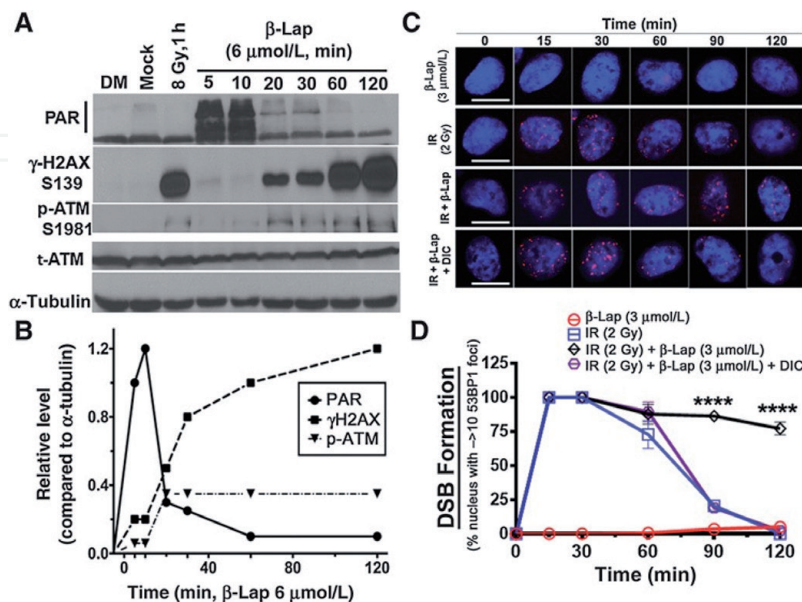 A
β-Lap
(6 μmol/L, min)
DM
Mock
8 Gy,1 h
5 10 20 30 60 120
PAR
γ-H2AX
S139
p-ATM
S1981
t-ATM
α-Tubulin
B
Relative level
(compared to α-tubulin)
1.2
0.8
0.4
0.0
PAR
γH2AX
p-ATM
0 40 60 80 100 120
Time (min, β-Lap 6 μmol/L)
C
Time (min)
0 15 30 60 90 120
β-Lap
(3 μmol/L)
IR
(2 Gy)
IR + β-Lap
IR + β-Lap
+ DIC
D
β-Lap (3 μmol/L)
IR (2 Gy)
IR (2 Gy) + β-Lap (3 μmol/L)
IR (2 Gy) + β-Lap (3 μmol/L) + DIC
DSB Formation
(% nucleus with ->10 53BP1 foci)
125
100
75
50
25
0
**** ****
0 15 30 45 60 90 120
Time (min)